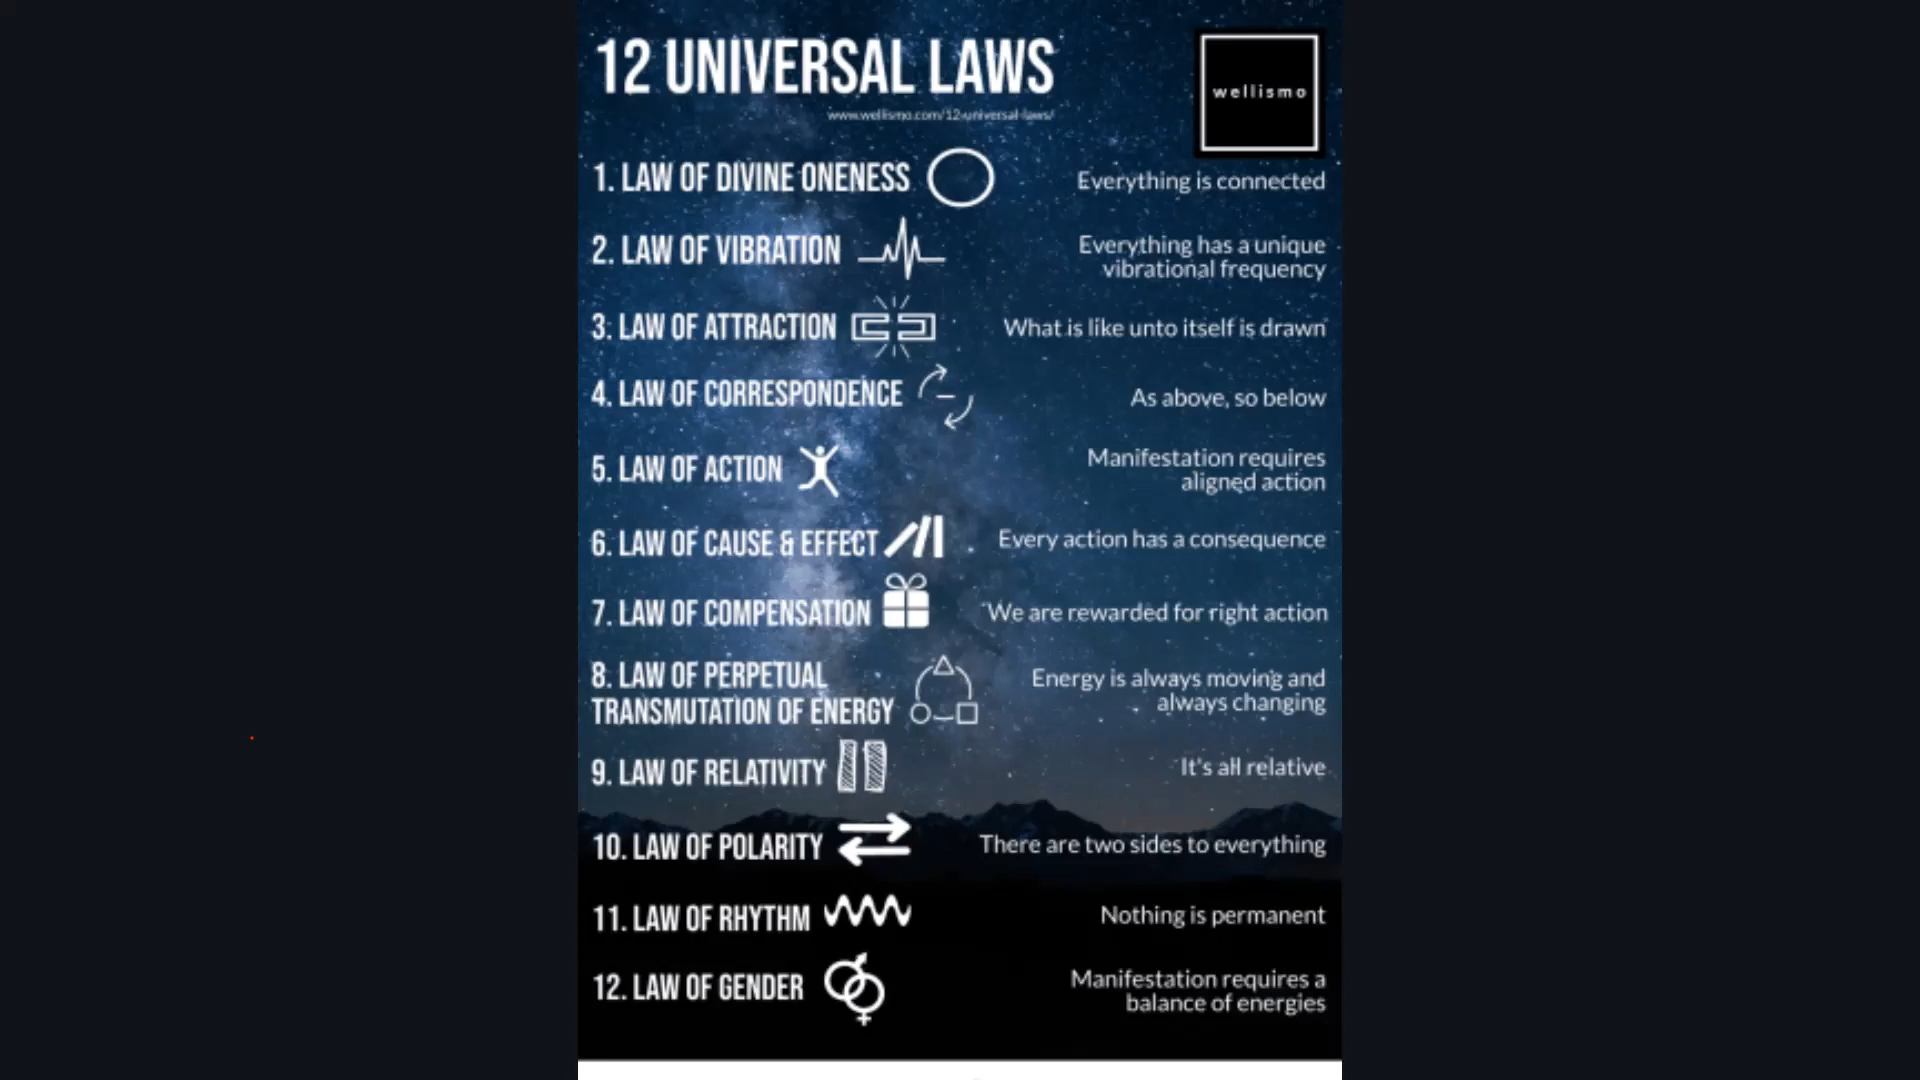 12 UNIVERSAL LAWS
wellismo
www.wellismo.com/12-universal-laws/
1. LAW OF DIVINE ONENESS
Everything is connected
2. LAW OF VIBRATION
Everything has a unique
vibrational frequency
3. LAW OF ATTRACTION
What is like unto itself is drawn
4. LAW OF CORRESPONDENCE
As above, so below
5. LAW OF ACTION
Manifestation requires
aligned action
6. LAW OF CAUSE & EFFECT
Every action has a consequence
7. LAW OF COMPENSATION
We are rewarded for right action
8. LAW OF PERPETUAL
TRANSMUTATION OF ENERGY
Energy is always moving and
always changing
9. LAW OF RELATIVITY
It's all relative
10. LAW OF POLARITY
There are two sides to everything
11. LAW OF RHYTHM
Nothing is permanent
12. LAW OF GENDER
Manifestation requires a
balance of energies